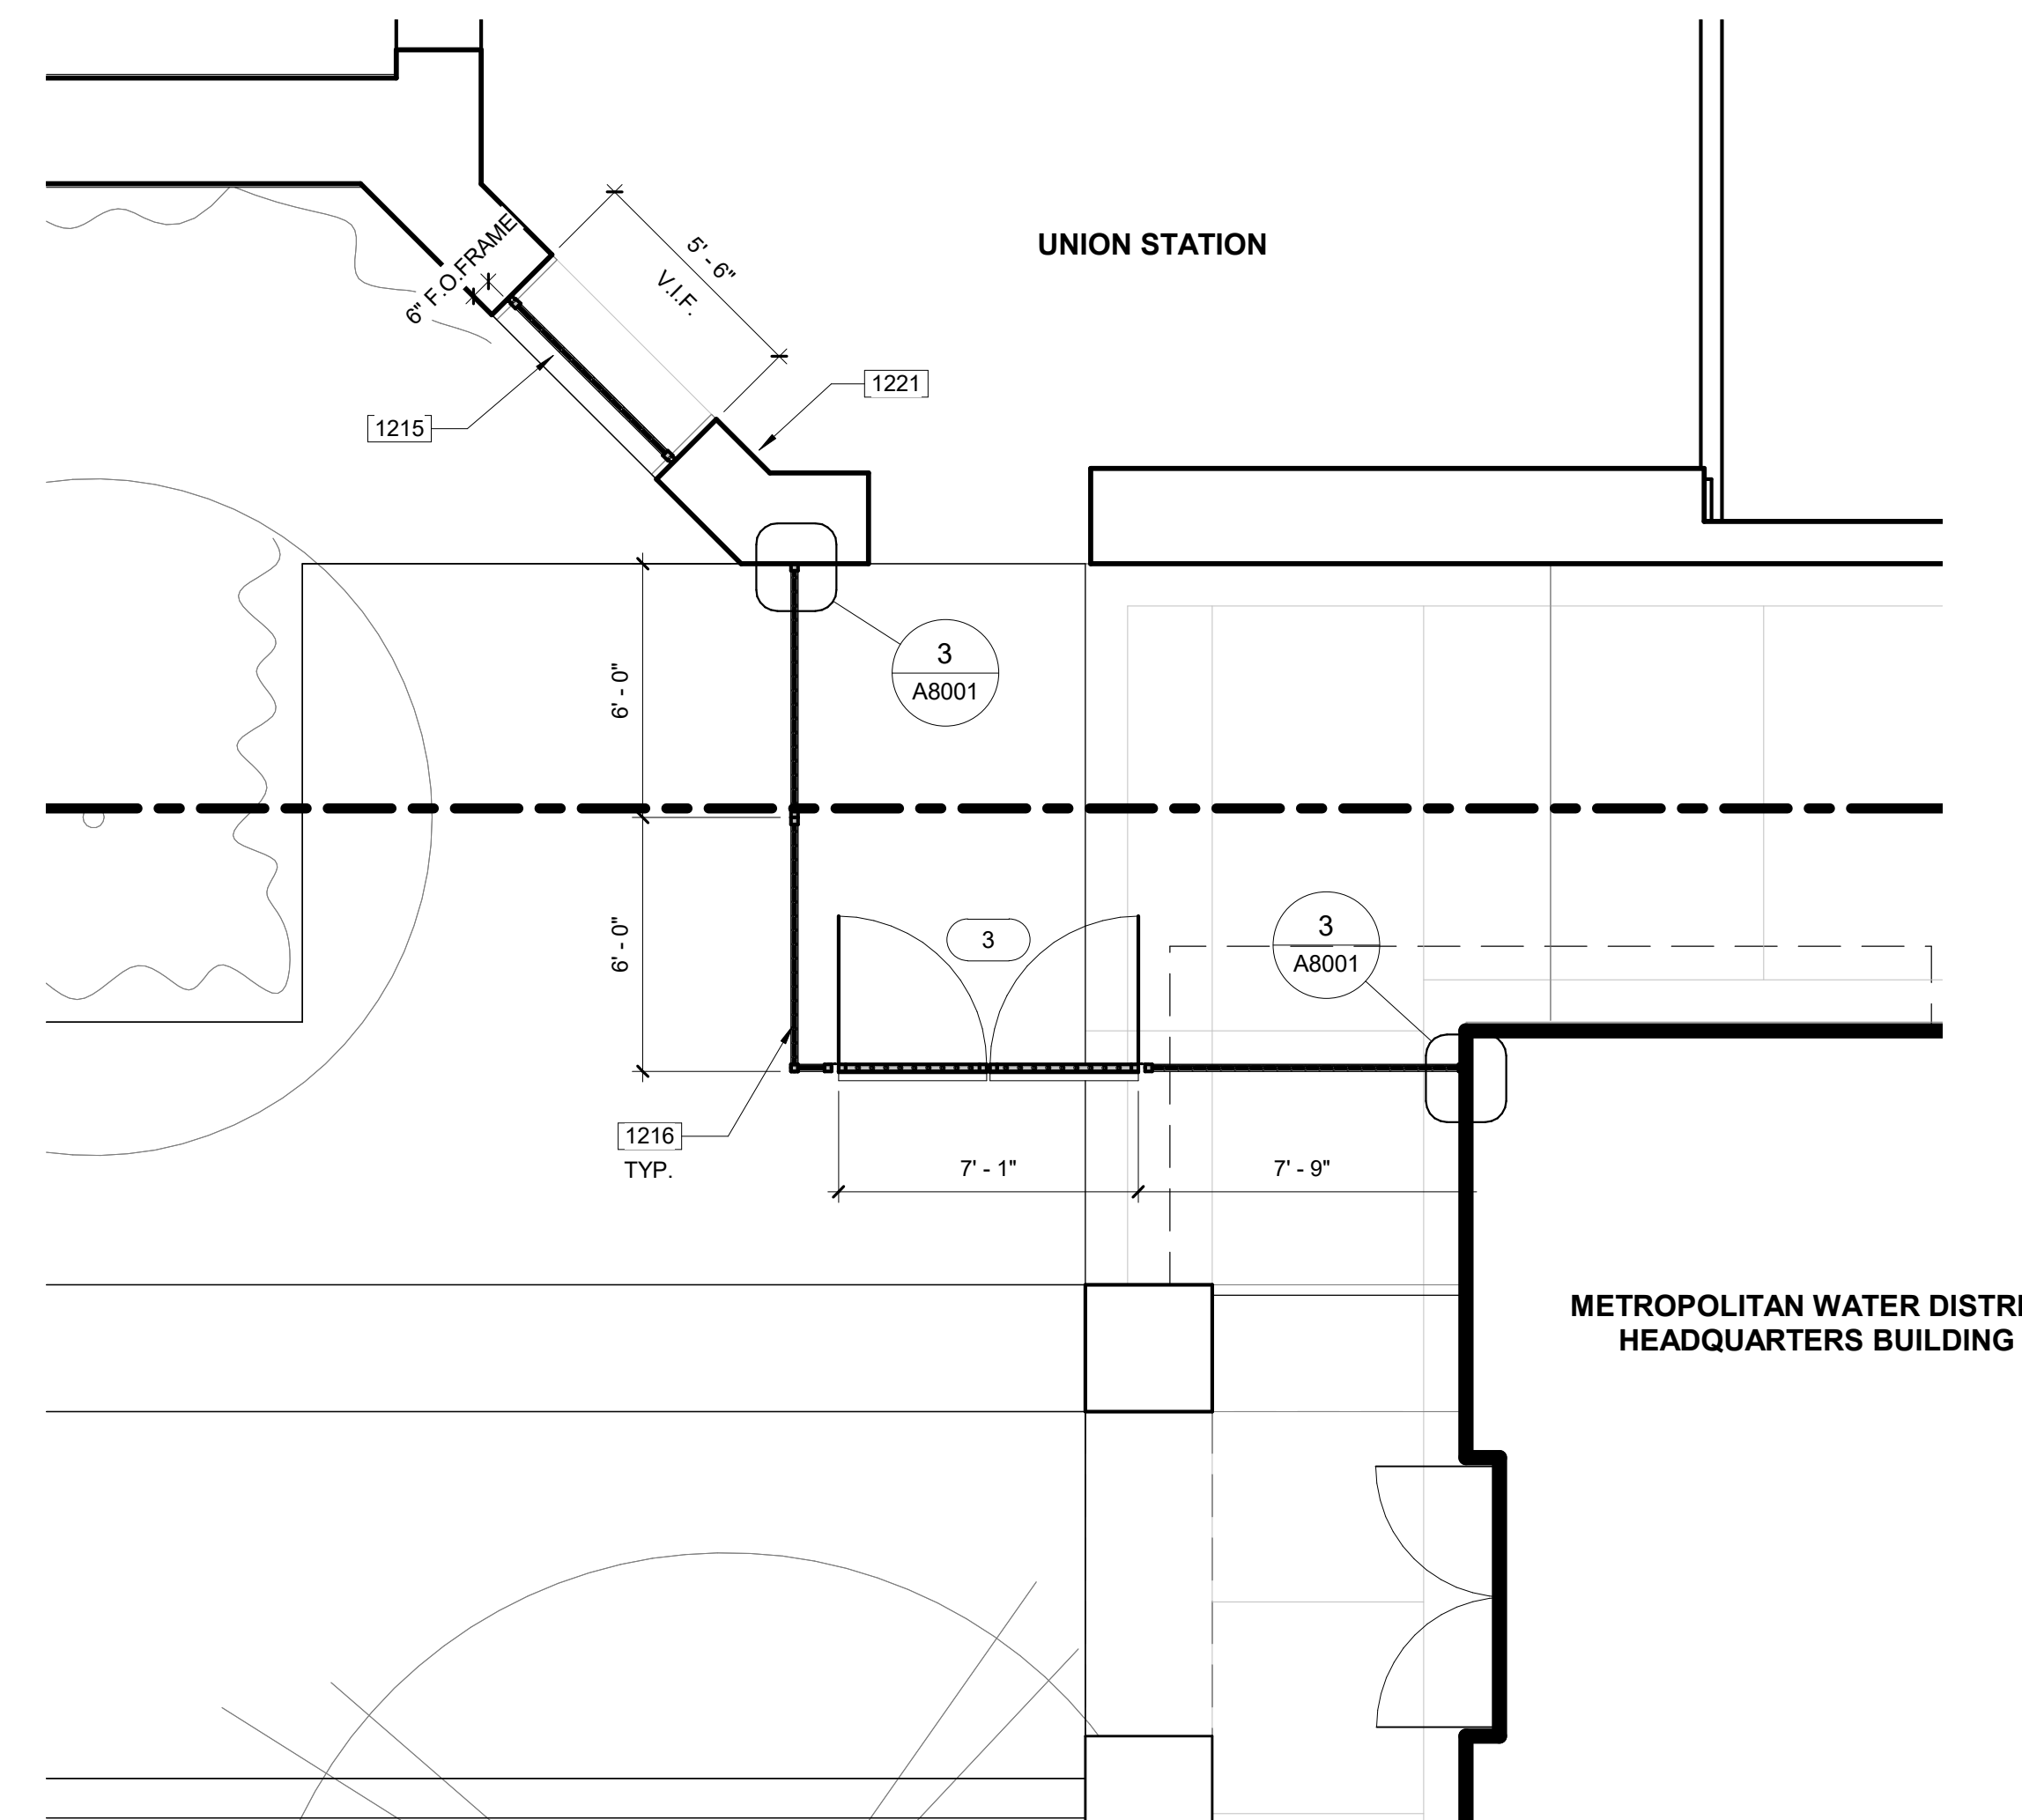 UNION STATION
6" F.O.FRAME
5' - 6"
V.I.F.
1221
1215
3
A8001
6' - 0"
6' - 0"
3
3
A8001
1216
TYP.
7' - 1"
7' - 9"
METROPOLITAN WATER DISTRI
HEADQUARTERS BUILDING